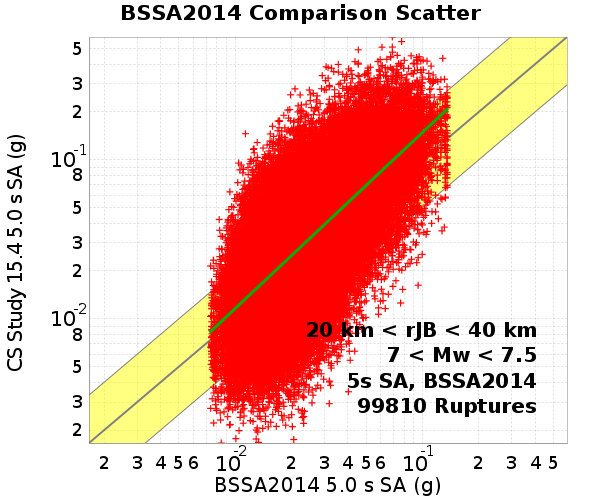 BSSA2014 Comparison Scatter
CS Study 15.4 5.0 s SA (g)
5
3
2
10^-1
8
5
3
2
10^-2
8
5
3
2
20 km < rJB < 40 km
7 < Mw < 7.5
5s SA, BSSA2014
99810 Ruptures
2 3 4 5 6 10^-2 2 3 4 5 6 10^-1 2 3 4 5
BSSA2014 5.0 s SA (g)